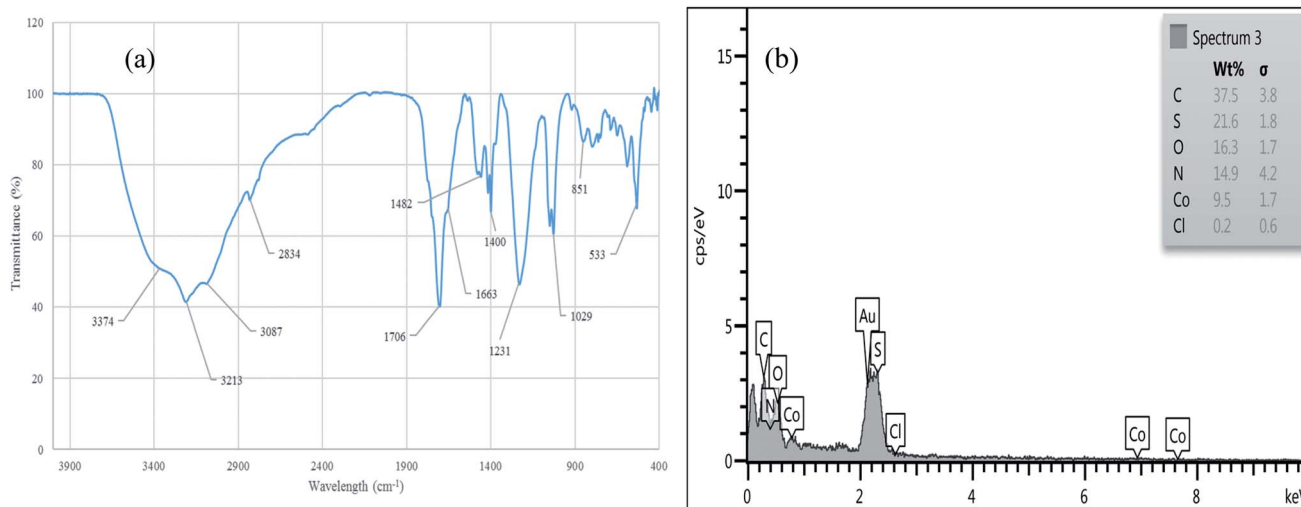 (a)
Transmittance (%)
120
100
80
60
40
20
0
3374
3213
3087
2834
1706
1663
1482
1400
1231
1029
851
533
3900 3400 2900 2400 1900 1400 900 400
Wavelength (cm⁻¹)
(b)
cps/eV
15
10
5
0
C
N
O
Co
Au
S
Cl
Co
Co
0 2 4 6 8
keV
Spectrum 3
Wt% σ
C 37.5 3.8
S 21.6 1.8
O 16.3 1.7
N 14.9 4.2
Co 9.5 1.7
Cl 0.2 0.6